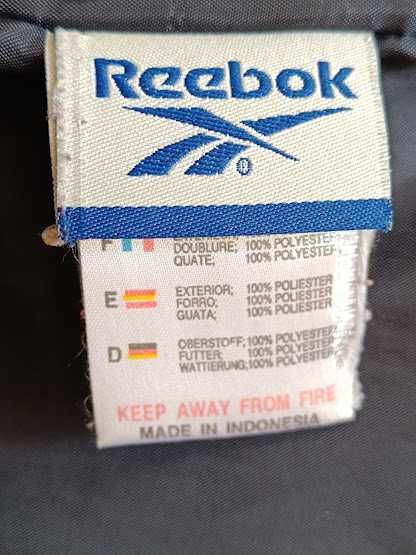 Reebok
®
F
DOUBLURE; 100% POLYESTER
QUATE; 100% POLYESTER
E
EXTERIOR; 100% POLIESTER
FORRO; 100% POLIESTER
GUATA; 100% POLIESTER
D
OBERSTOFF; 100% POLYESTER
FUTTER; 100% POLYESTER
WATTIERUNG; 100% POLYESTER
KEEP AWAY FROM FIRE
MADE IN INDONESIA